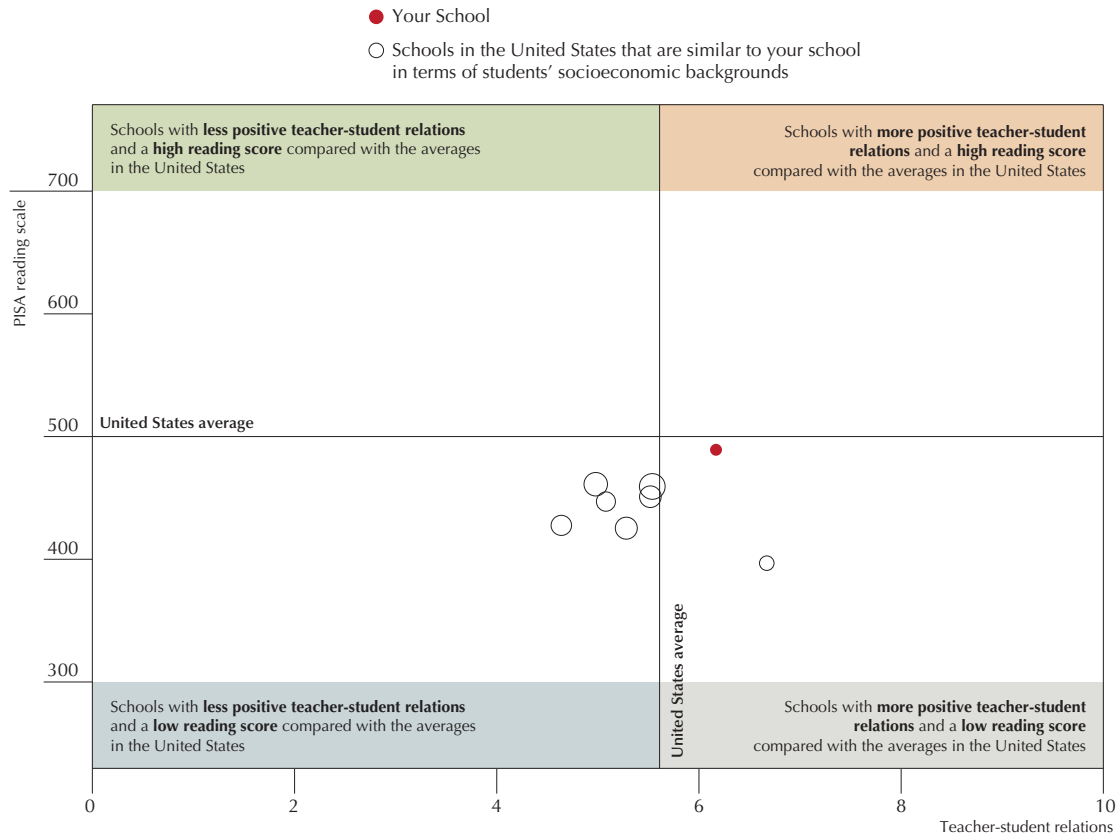 Your School
Schools in the United States that are similar to your school
in terms of students' socioeconomic backgrounds
Schools with less positive teacher-student relations
and a high reading score compared with the averages
in the United States
Schools with more positive teacher-student
relations and a high reading score
compared with the averages in the United States
700
PISA reading scale
600
500
United States average
400
300
United States average
Schools with less positive teacher-student relations
and a low reading score compared with the averages
in the United States
Schools with more positive teacher-student
relations and a low reading score
compared with the averages in the United States
0
2
4
6
8
10
Teacher-student relations